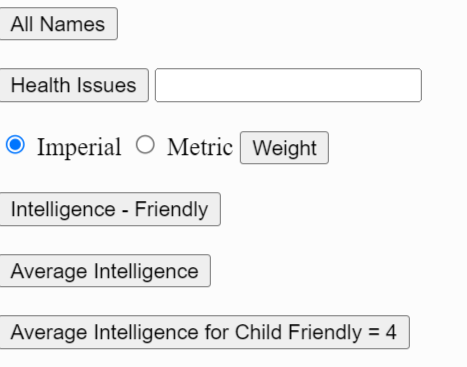 All Names
Health Issues
Imperial Metric Weight
Intelligence - Friendly
Average Intelligence
Average Intelligence for Child Friendly = 4